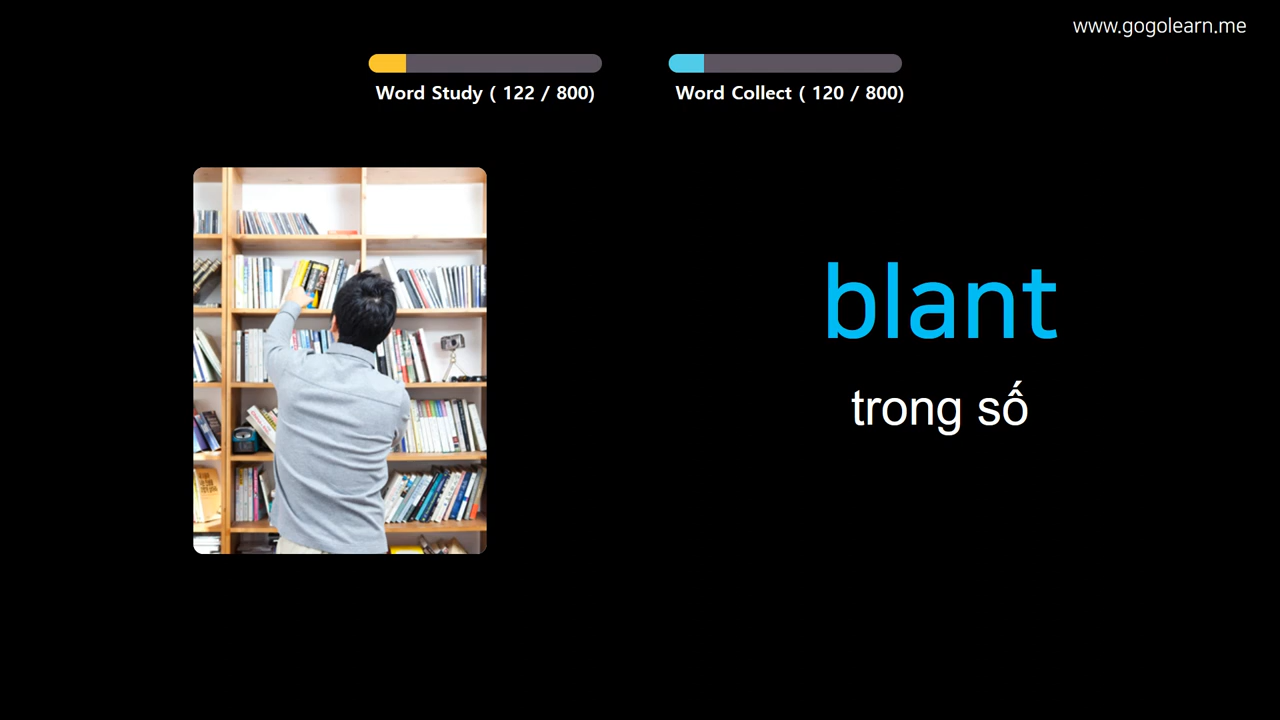 www.gogolearn.me
Word Study ( 122 / 800)
Word Collect ( 120 / 800)
blant
trong số